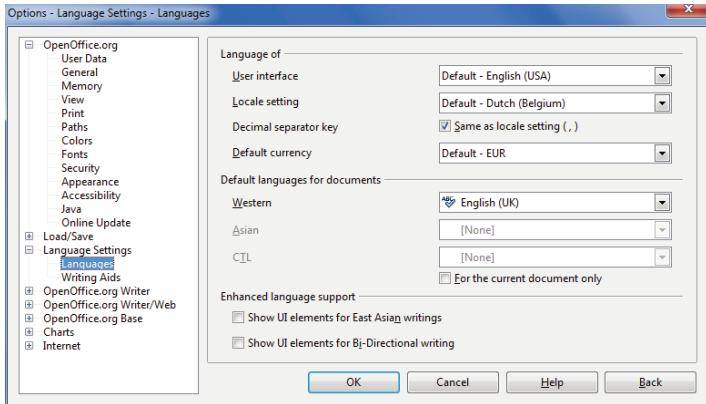 Options - Language Settings - Languages
OpenOffice.org
User Data
General
Memory
View
Print
Paths
Colors
Fonts
Security
Appearance
Accessibility
Java
Online Update
Load/Save
Language Settings
Languages
Writing Aids
OpenOffice.org Writer
OpenOffice.org Writer/Web
OpenOffice.org Base
Charts
Internet
Language of
User interface Default - English (USA)
Locale setting Default - Dutch (Belgium)
Decimal separator key Same as locale setting ( , )
Default currency Default - EUR
Default languages for documents
Western ABC English (UK)
Asian [None]
CTL [None]
For the current document only
Enhanced language support
Show UI elements for East Asian writings
Show UI elements for Bi-Directional writing
OK Cancel Help Back